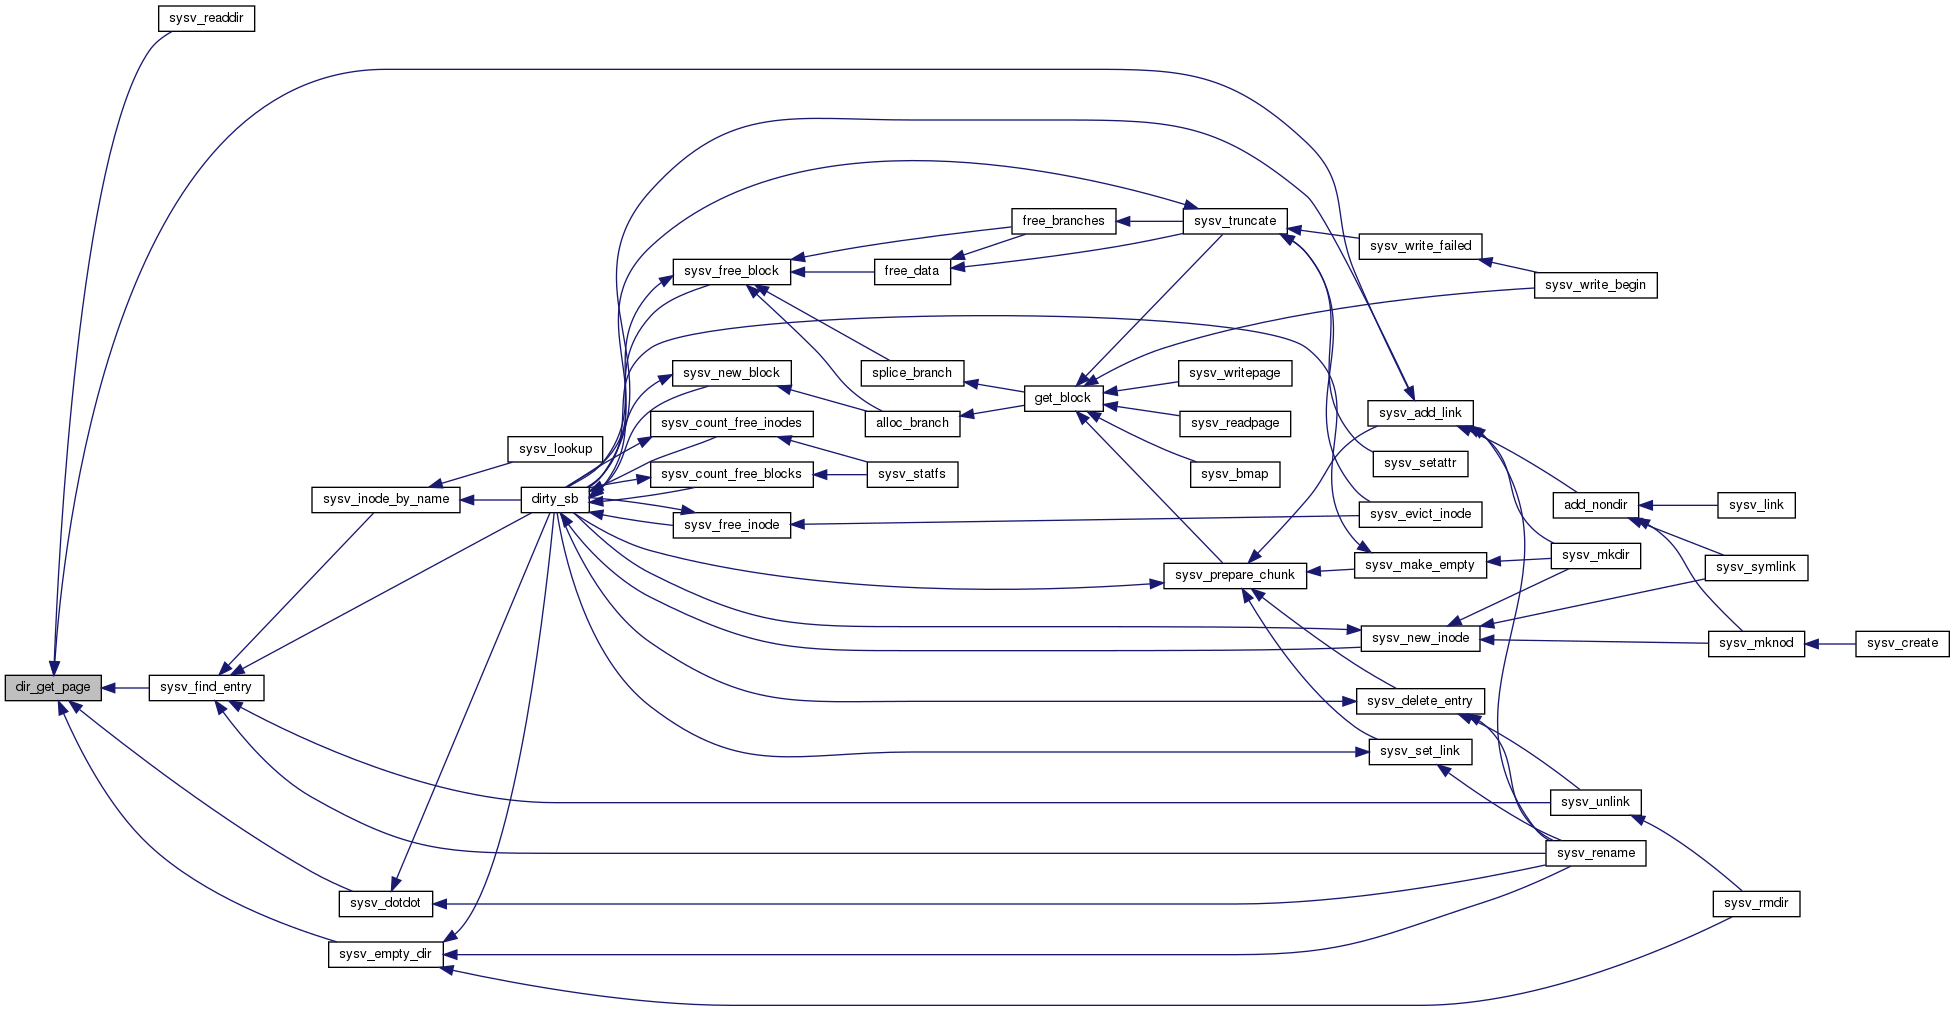 sysv_readdir
free_branches
sysv_truncate
sysv_write_failed
sysv_free_block
free_data
sysv_write_begin
sysv_new_block
splice_branch
sysv_writepage
get_block
sysv_add_link
sysv_count_free_inodes
alloc_branch
sysv_readpage
sysv_lookup
sysv_setattr
sysv_count_free_blocks
sysv_statfs
sysv_bmap
sysv_inode_by_name
dirty_sb
add_nondir
sysv_link
sysv_free_inode
sysv_evict_inode
sysv_mkdir
sysv_make_empty
sysv_symlink
sysv_prepare_chunk
sysv_new_inode
sysv_mknod
sysv_create
dir_get_page
sysv_find_entry
sysv_delete_entry
sysv_set_link
sysv_unlink
sysv_rename
sysv_dotdot
sysv_rmdir
sysv_empty_dir